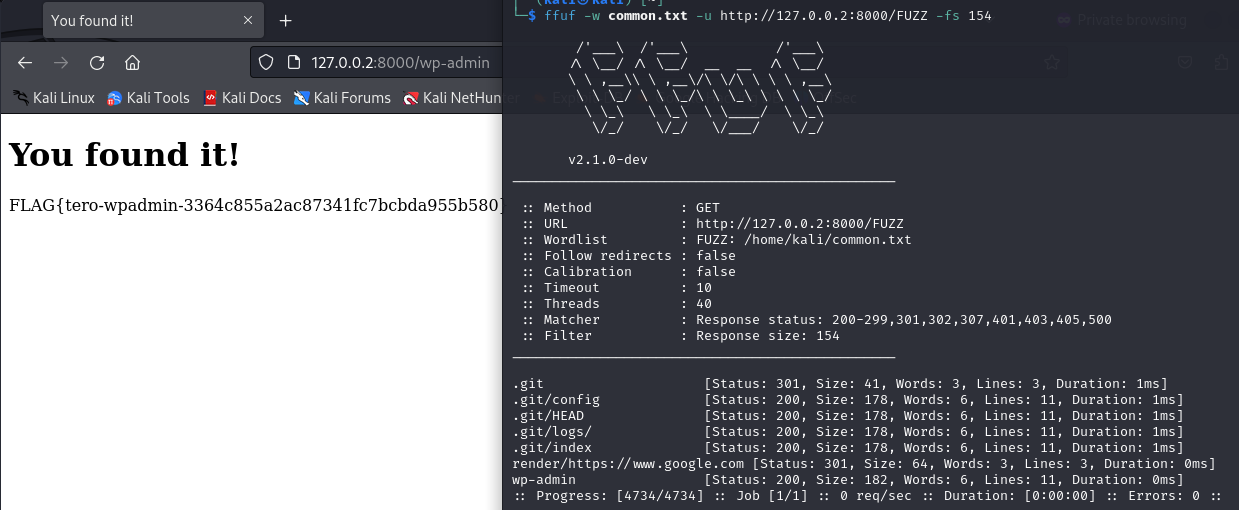 You found it!
127.0.0.2:8000/wp-admin
Kali Linux Kali Tools Kali Docs Kali Forums Kali NetHunter
You found it!
FLAG{tero-wpadmin-3364c855a2ac87341fc7bcbda955b580}
(kali㉿kali) [~]
└─$ ffuf -w common.txt -u http://127.0.0.2:8000/FUZZ -fs 154
Private browsing
v2.1.0-dev
:: Method : GET
:: URL : http://127.0.0.2:8000/FUZZ
:: Wordlist : FUZZ: /home/kali/common.txt
:: Follow redirects : false
:: Calibration : false
:: Timeout : 10
:: Threads : 40
:: Matcher : Response status: 200-299,301,302,307,401,403,405,500
:: Filter : Response size: 154
.git [Status: 301, Size: 41, Words: 3, Lines: 3, Duration: 1ms]
.git/config [Status: 200, Size: 178, Words: 6, Lines: 11, Duration: 1ms]
.git/HEAD [Status: 200, Size: 178, Words: 6, Lines: 11, Duration: 1ms]
.git/logs/ [Status: 200, Size: 178, Words: 6, Lines: 11, Duration: 1ms]
.git/index [Status: 200, Size: 178, Words: 6, Lines: 11, Duration: 1ms]
render/https://www.google.com [Status: 301, Size: 64, Words: 3, Lines: 3, Duration: 0ms]
wp-admin [Status: 200, Size: 182, Words: 6, Lines: 11, Duration: 0ms]
:: Progress: [4734/4734] :: Job [1/1] :: 0 req/sec :: Duration: [0:00:00] :: Errors: 0 ::